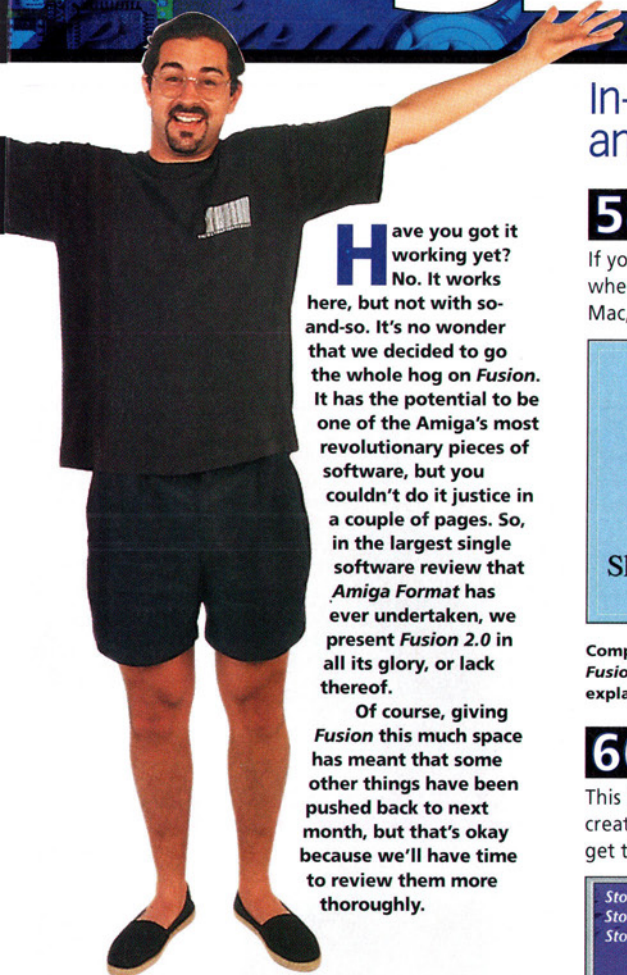 Have you got it
working yet?
No. It works
here, but not with so-
and-so. It's no wonder
that we decided to go
the whole hog on Fusion.
It has the potential to be
one of the Amiga's most
revolutionary pieces of
software, but you
couldn't do it justice in
a couple of pages. So,
in the largest single
software review that
Amiga Format has
ever undertaken, we
present Fusion 2.0 in
all its glory, or lack
thereof.
Of course, giving
Fusion this much space
has meant that some
other things have been
pushed back to next
month, but that's okay
because we'll have time
to review them more
thoroughly.
In-
an
5
If yo
whe
Mac,
Sl
Comp
Fusio
expla
6
This
creat
get t
Sto
Sto
Sto